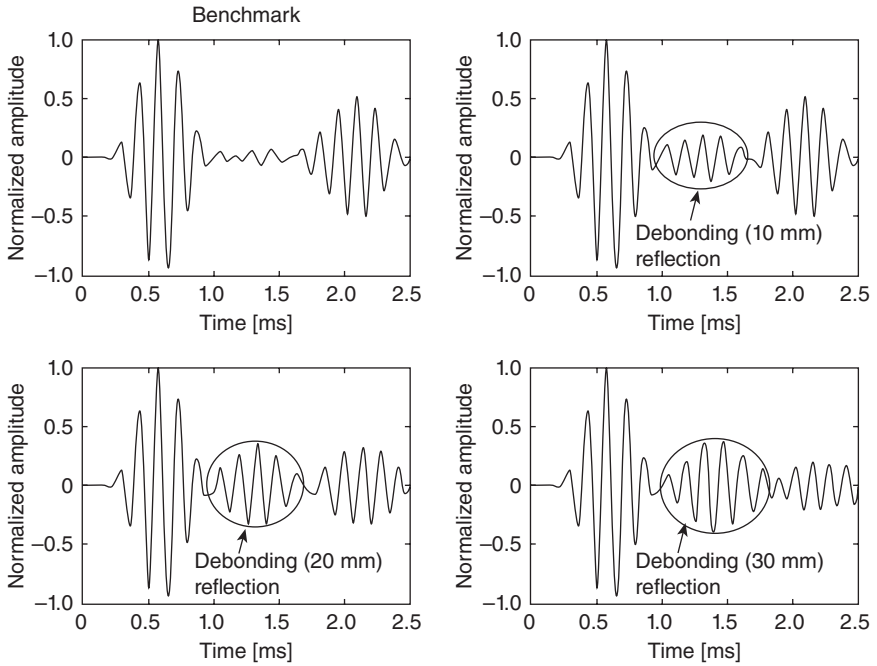 Benchmark
Normalized amplitude
1.0
0.5
0
−0.5
−1.0
0 0.5 1.0 1.5 2.0 2.5
Time [ms]
Normalized amplitude
1.0
0.5
0
−0.5
−1.0
Debonding (10 mm)
reflection
0 0.5 1.0 1.5 2.0 2.5
Time [ms]
Normalized amplitude
1.0
0.5
0
−0.5
−1.0
Debonding (20 mm)
reflection
0 0.5 1.0 1.5 2.0 2.5
Time [ms]
Normalized amplitude
1.0
0.5
0
−0.5
−1.0
Debonding (30 mm)
reflection
0 0.5 1.0 1.5 2.0 2.5
Time [ms]